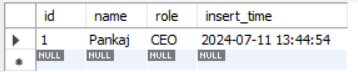 id name role insert_time
1 Pankaj CEO 2024-07-11 13:44:54
NULL NULL NULL NULL